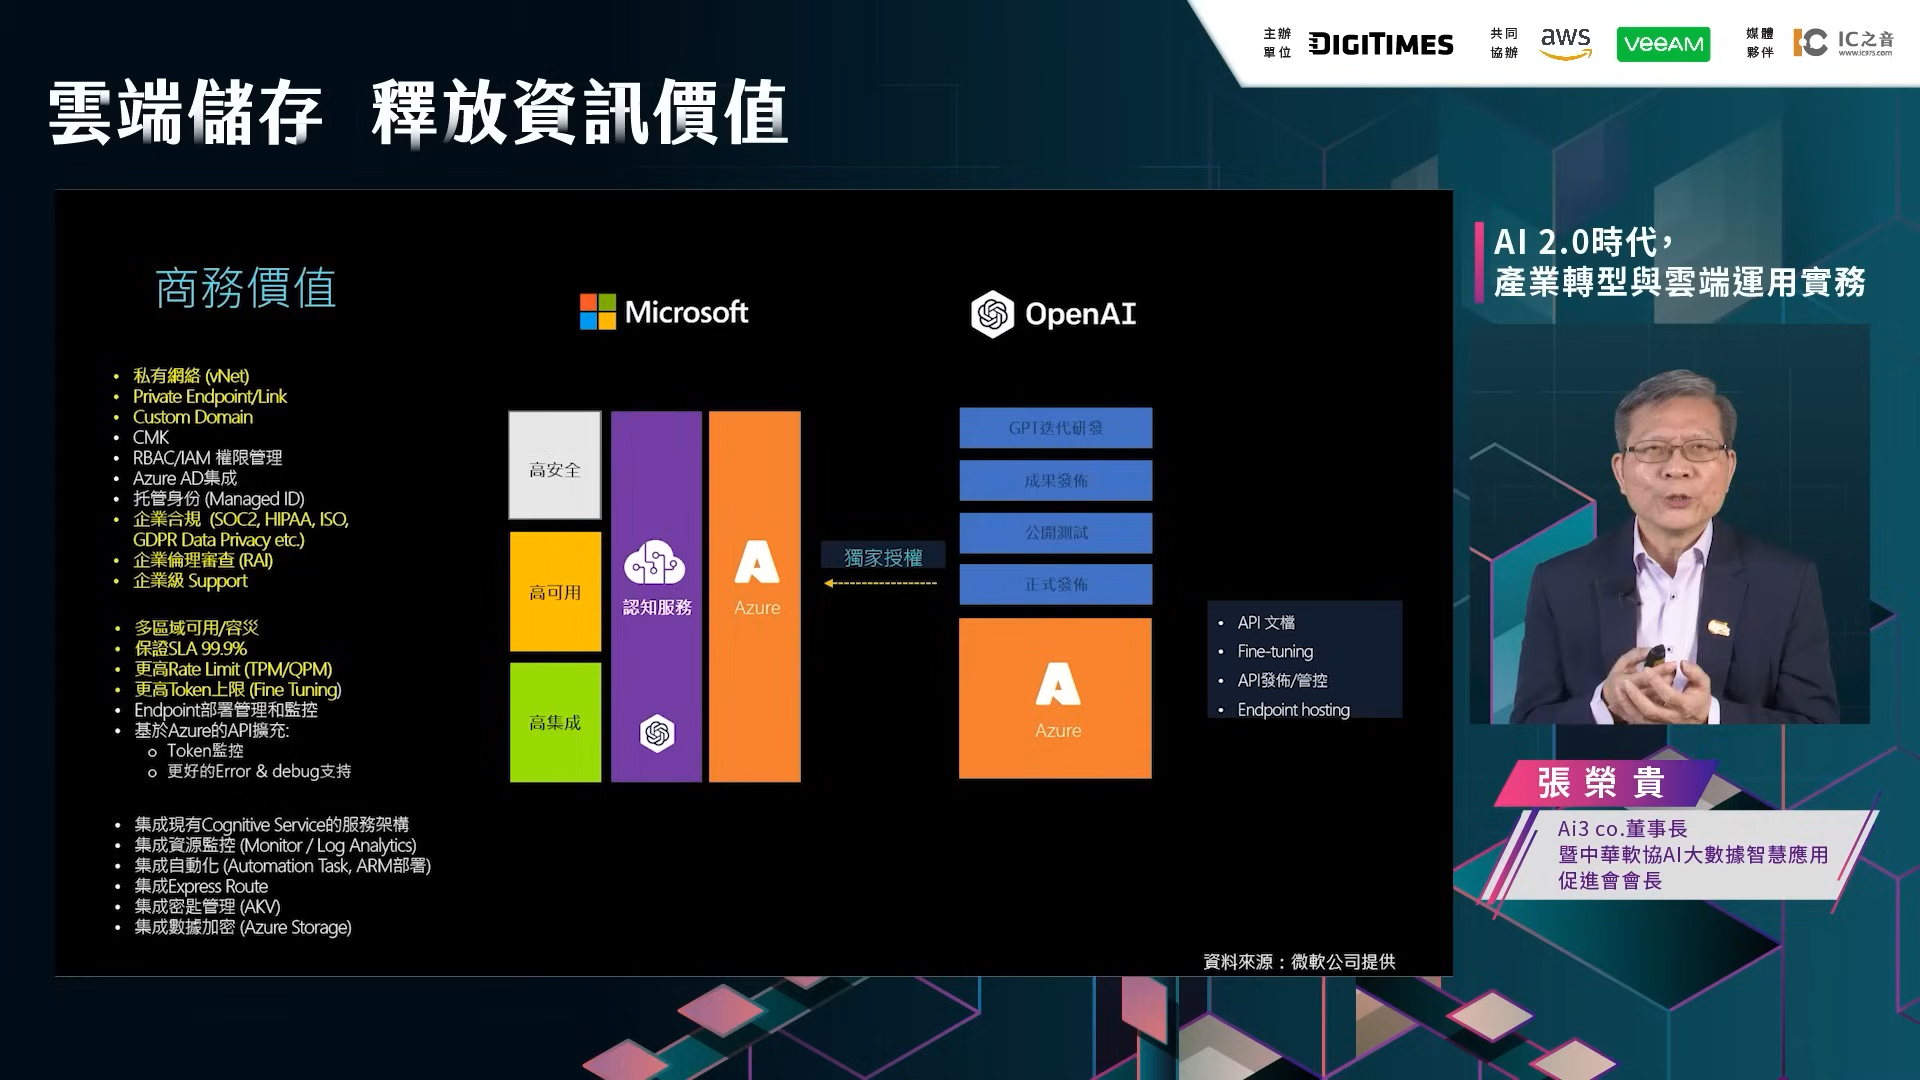 主辦
單位
DIGITIMES
共同
協辦
aws
veeAM
媒體
夥伴
IC之音
www.ic975.com
雲端儲存 釋放資訊價值
商務價值
• 私有網絡 (vNet)
• Private Endpoint/Link
• Custom Domain
• CMK
• RBAC/IAM 權限管理
• Azure AD集成
• 托管身份 (Managed ID)
• 企業合規 (SOC2, HIPAA, ISO,
GDPR Data Privacy etc.)
• 企業倫理審查 (RAI)
• 企業級 Support
• 多區域可用/容災
• 保證SLA 99.9%
• 更高Rate Limit (TPM/QPM)
• 更高Token上限 (Fine Tuning)
• Endpoint部署管理和監控
• 基於Azure的API擴充:
o Token監控
o 更好的Error & debug支持
• 集成現有Cognitive Service的服務架構
• 集成資源監控 (Monitor / Log Analytics)
• 集成自動化 (Automation Task, ARM部署)
• 集成Express Route
• 集成密匙管理 (AKV)
• 集成數據加密 (Azure Storage)
Microsoft
高安全
高可用
高集成
認知服務
Azure
獨家授權
OpenAI
GPT迭代研發
成果發佈
公開測試
正式發佈
Azure
• API 文檔
• Fine-tuning
• API發佈/管控
• Endpoint hosting
資料來源：微軟公司提供
AI 2.0時代，
產業轉型與雲端運用實務
張榮貴
Ai3 co.董事長
暨中華軟協AI大數據智慧應用
促進會會長